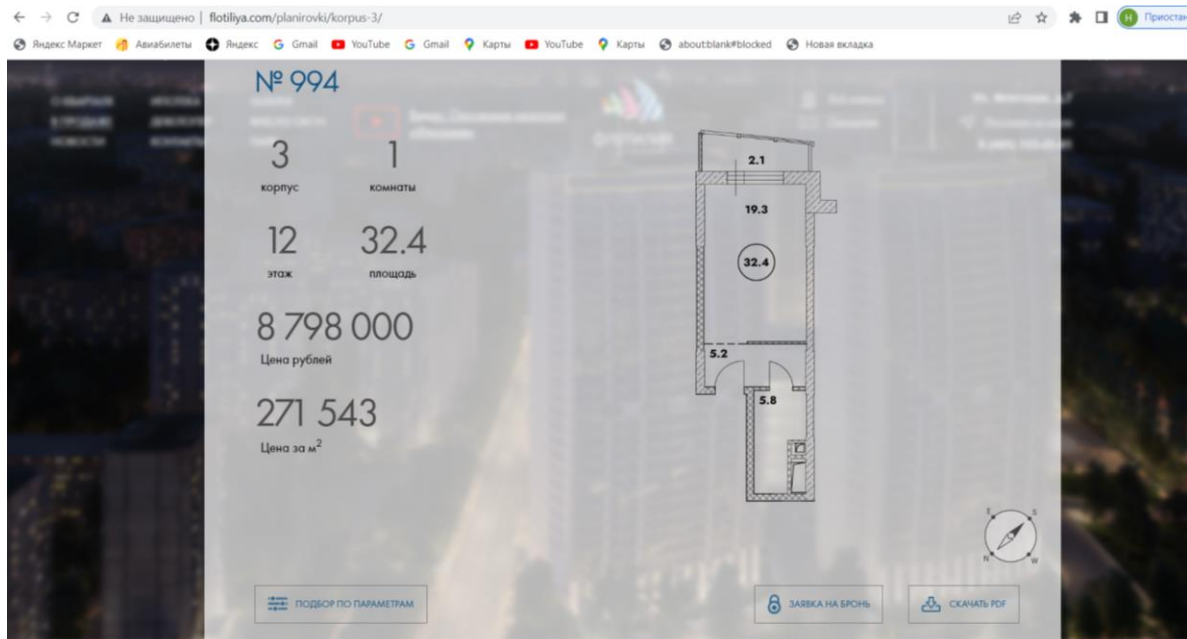 Не защищено | flotiliya.com/planirovki/korpus-3/
Н Приостан
Яндекс Маркет Авиабилеты Яндекс Gmail YouTube Gmail Карты YouTube Карты about:blank#blocked Новая вкладка
№ 994
3 1
корпус комнаты
12 32.4
этаж площадь
8 798 000
Цена рублей
271 543
Цена за м²
2.1
19.3
32.4
5.2
5.8
E S
N W
ПОДБОР ПО ПАРАМЕТРАМ ЗАЯВКА НА БРОНЬ СКАЧАТЬ PDF